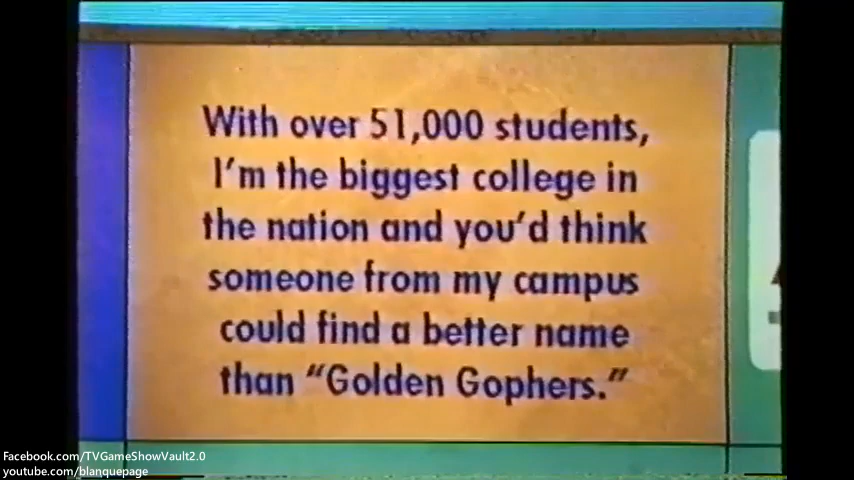 With over 51,000 students,
I'm the biggest college in
the nation and you'd think
someone from my campus
could find a better name
than “Golden Gophers.”
Facebook.com/TVGameShowVault2.0
youtube.com/blanquepage